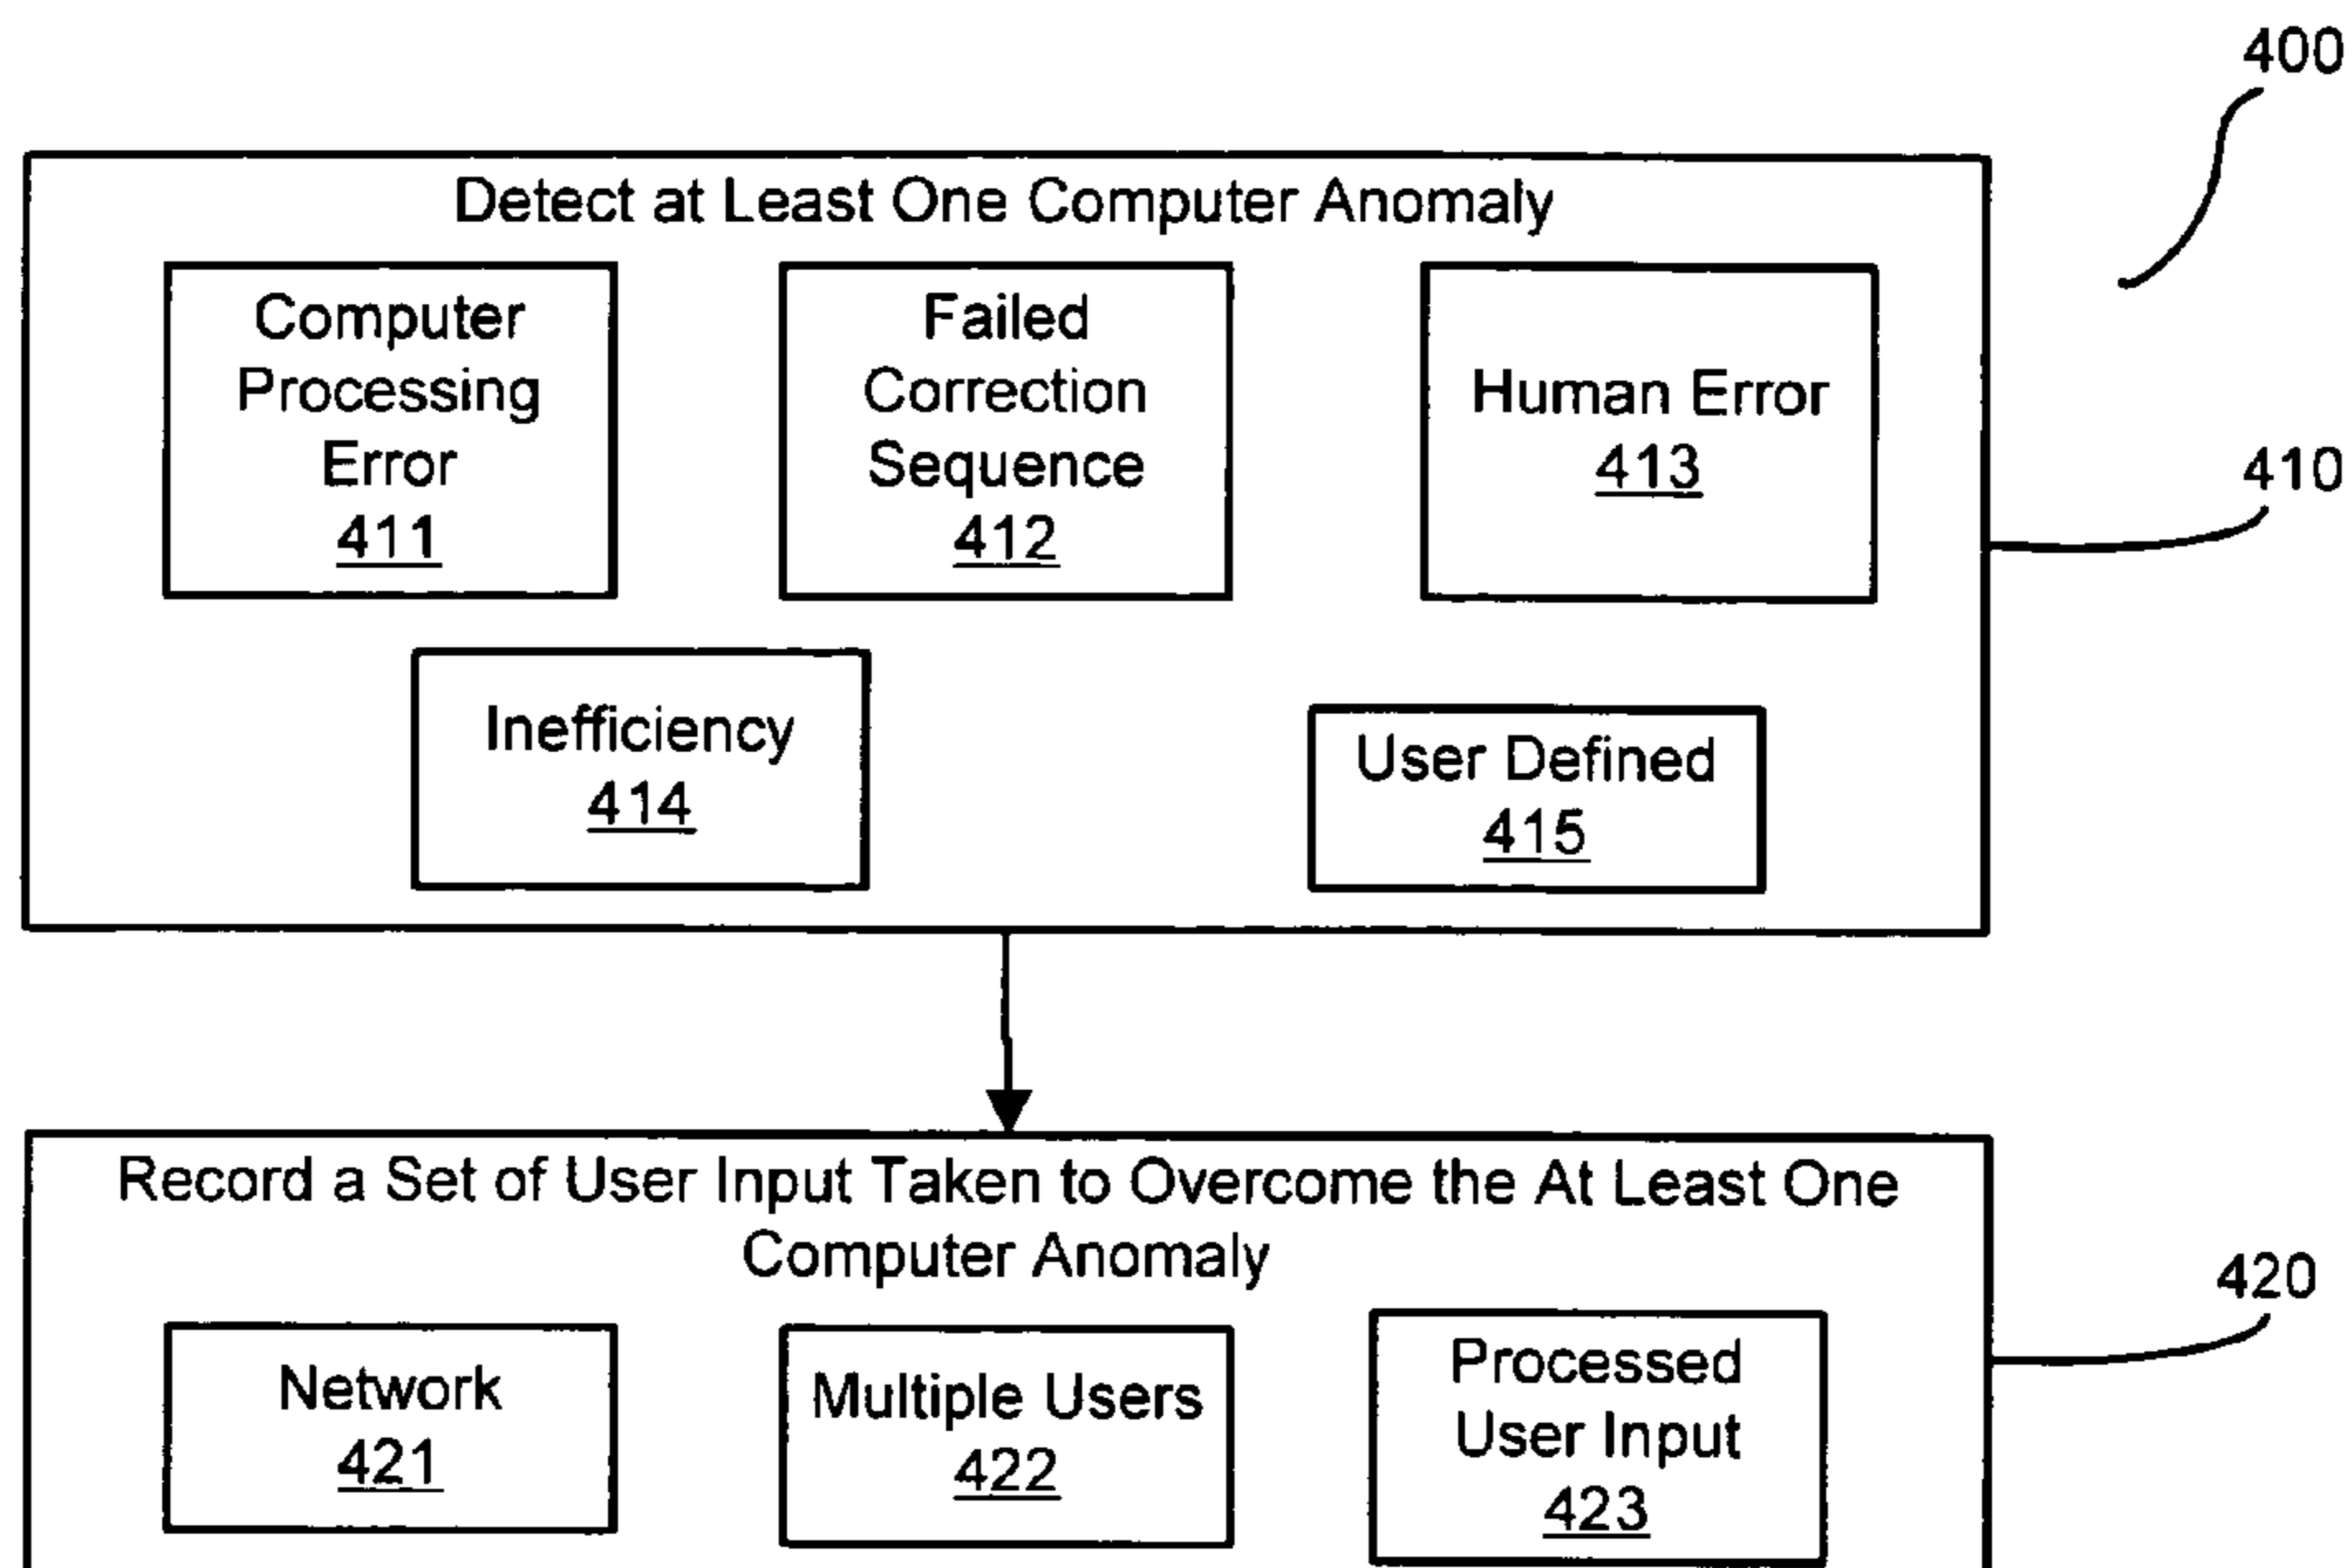 400
Detect at Least One Computer Anomaly
Computer
Processing
Error
411
Failed
Correction
Sequence
412
Human Error
413
410
Inefficiency
414
User Defined
415
Record a Set of User Input Taken to Overcome the At Least One
Computer Anomaly
420
Network
421
Multiple Users
422
Processed
User Input
423